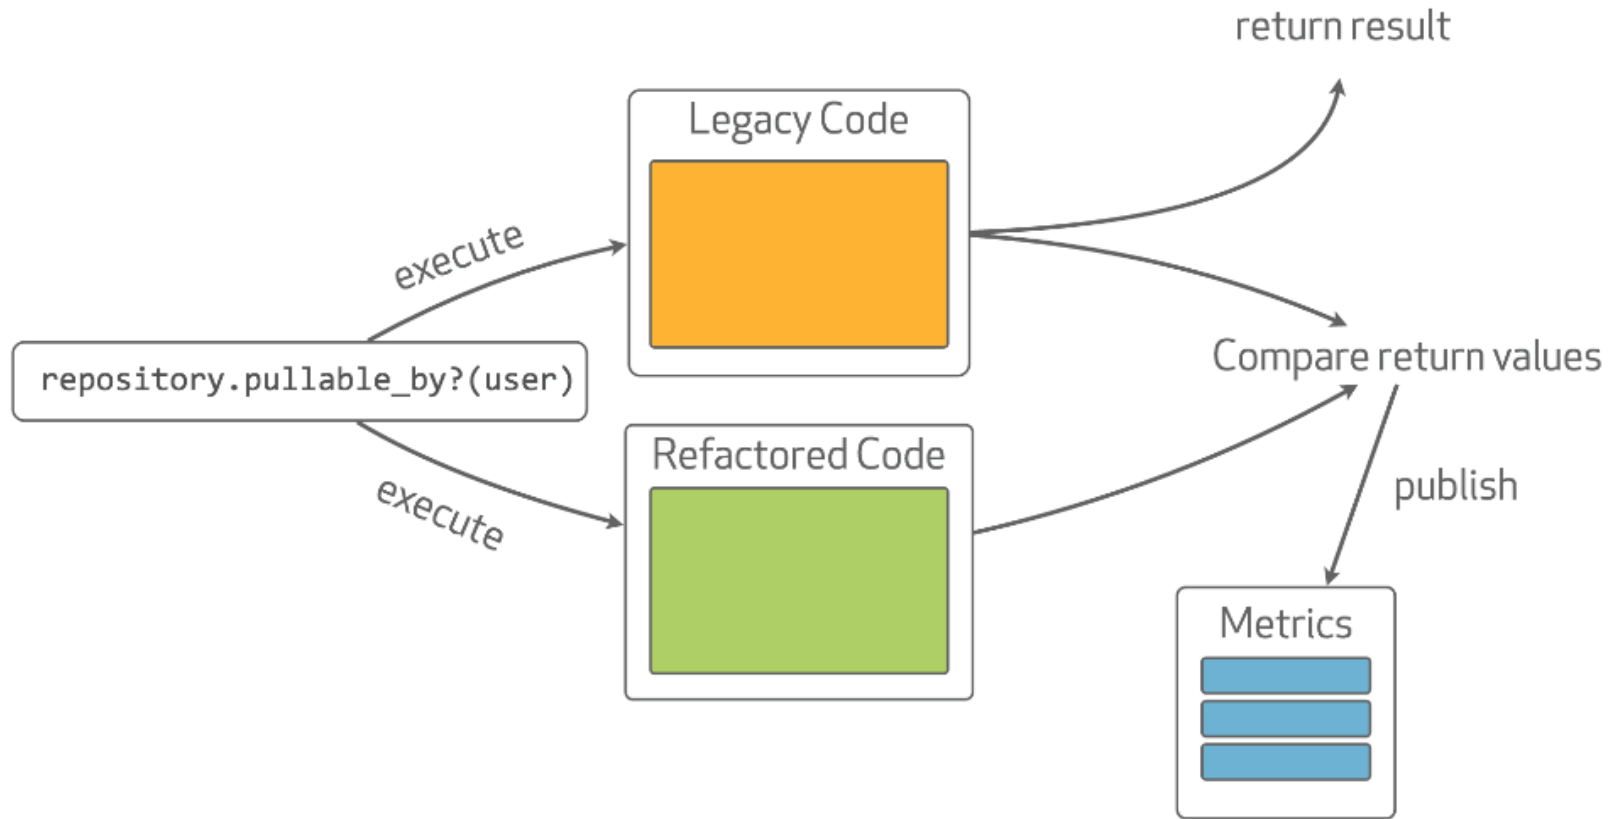 return result
Legacy Code
execute
repository.pullable_by?(user)
Compare return values
Refactored Code
execute
publish
Metrics